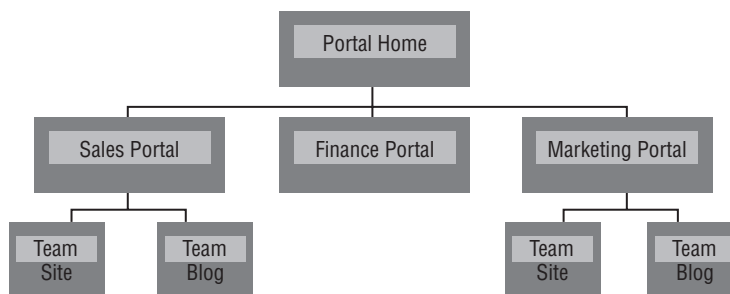 Portal Home
Sales Portal
Finance Portal
Marketing Portal
Team
Site
Team
Blog
Team
Site
Team
Blog